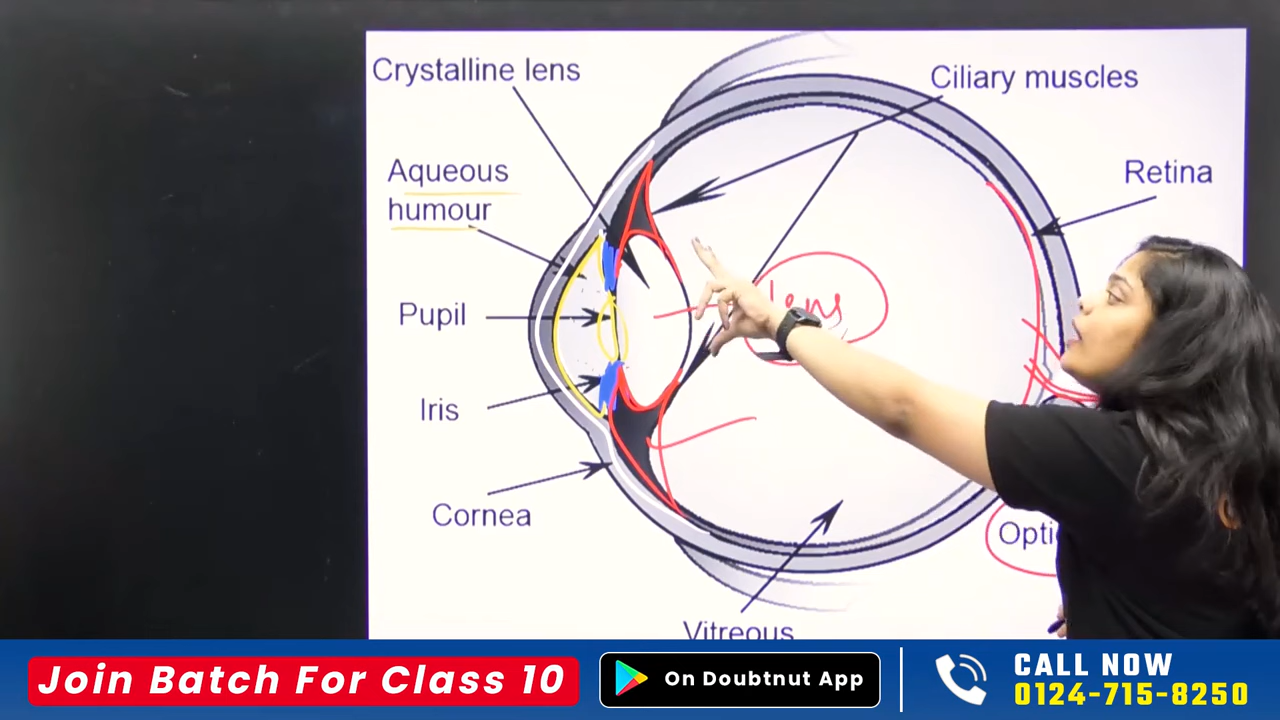 Crystalline lens
Ciliary muscles
Aqueous
humour
Retina
Pupil
lens
Iris
Cornea
Opti
Vitreous
Join Batch For Class 10
On Doubtnut App
CALL NOW
0124-715-8250